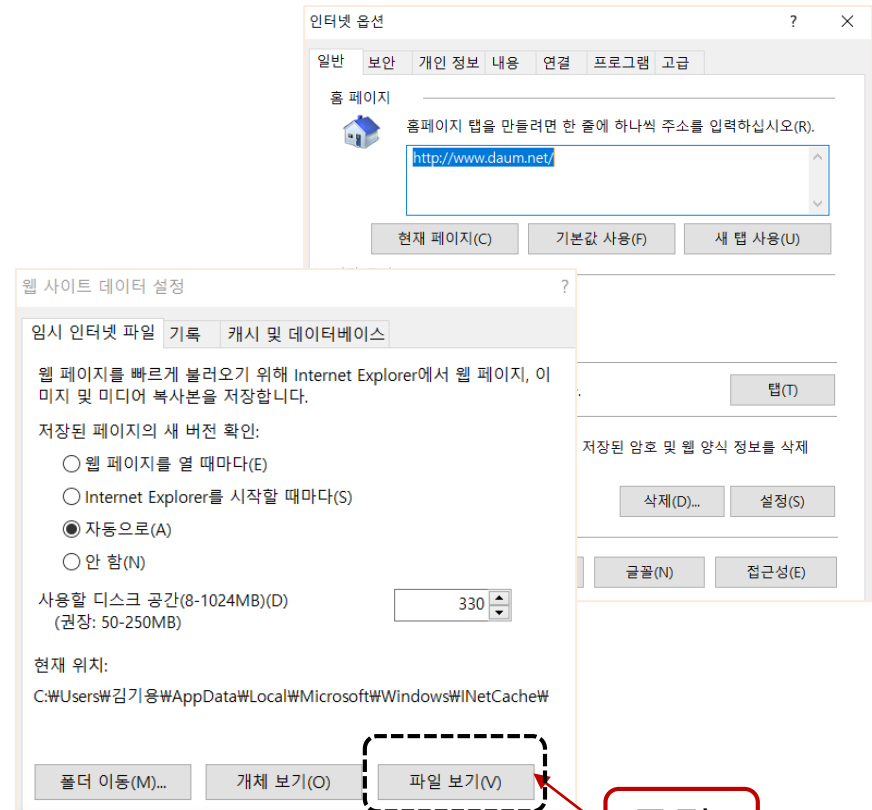 인터넷 옵션 ? ×
일반 보안 개인 정보 내용 연결 프로그램 고급
홈 페이지
홈페이지 탭을 만들려면 한 줄에 하나씩 주소를 입력하십시오(R).
http://www.daum.net/
현재 페이지(C) 기본값 사용(F) 새 탭 사용(U)
탭(T)
저장된 암호 및 웹 양식 정보를 삭제
삭제(D)... 설정(S)
글꼴(N) 접근성(E)
웹 사이트 데이터 설정 ?
임시 인터넷 파일 기록 캐시 및 데이터베이스
웹 페이지를 빠르게 불러오기 위해 Internet Explorer에서 웹 페이지, 이
미지 및 미디어 복사본을 저장합니다.
저장된 페이지의 새 버전 확인:
웹 페이지를 열 때마다(E)
Internet Explorer를 시작할 때마다(S)
자동으로(A)
안 함(N)
사용할 디스크 공간(8-1024MB)(D) 330
(권장: 50-250MB)
현재 위치:
C:₩Users₩김기용₩AppData₩Local₩Microsoft₩Windows₩INetCache₩
폴더 이동(M)... 개체 보기(O) 파일 보기(V)